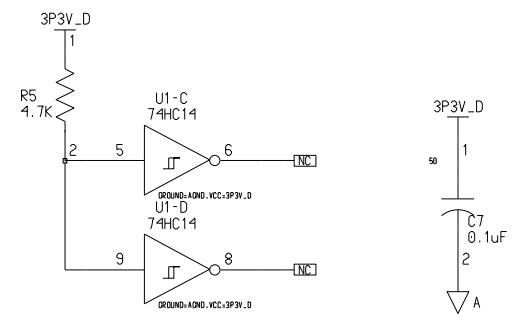 3P3V_D
1
R5
4.7K
2
5
U1-C
74HC14
6
NC
GROUND=AGND,VCC=3P3V_D
U1-D
74HC14
9
8
NC
GROUND=AGND,VCC=3P3V_D
3P3V_D
1
50
C7
0.1uF
2
A